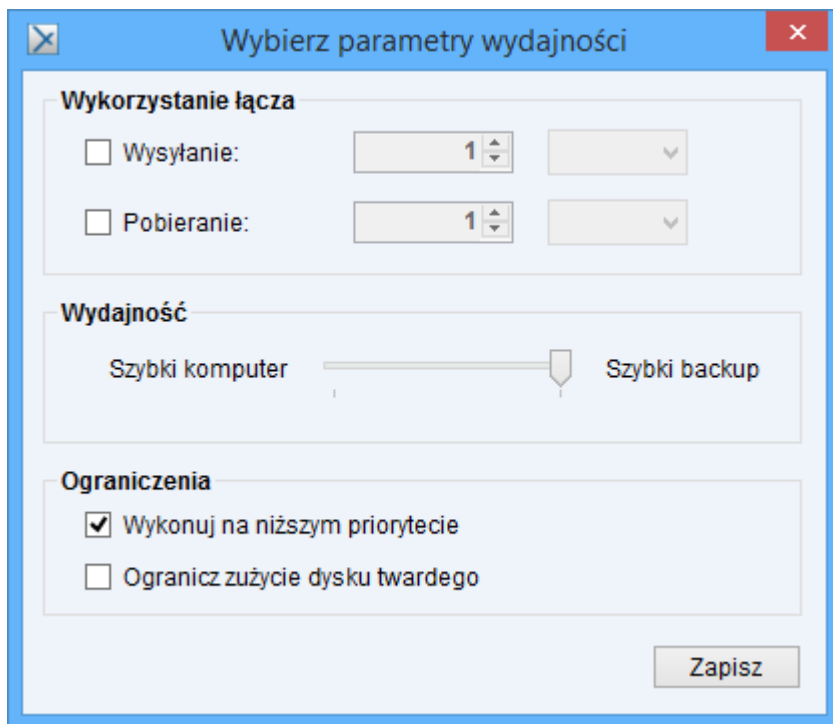 Wybierz parametry wydajności
Wykorzystanie łącza
Wysyłanie: 1
Pobieranie: 1
Wydajność
Szybki komputer Szybki backup
Ograniczenia
Wykonuj na niższym priorytecie
Ogranicz zużycie dysku twardego
Zapisz